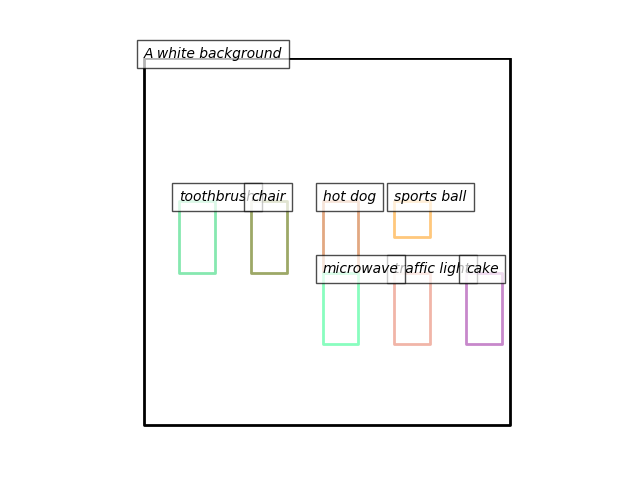 A white background
toothbrush
chair
hot dog
sports ball
microwave
traffic light
cake